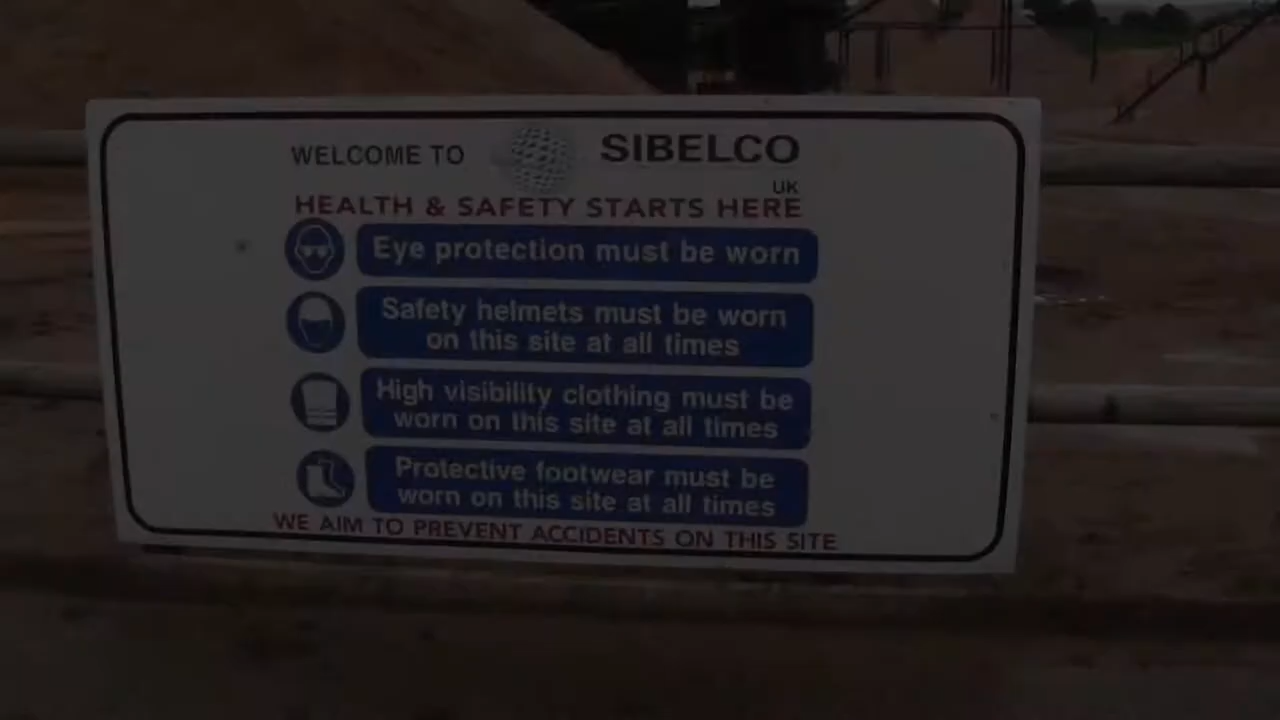 WELCOME TO SIBELCO
UK
HEALTH & SAFETY STARTS HERE
Eye protection must be worn
Safety helmets must be worn
on this site at all times
High visibility clothing must be
worn on this site at all times
Protective footwear must be
worn on this site at all times
WE AIM TO PREVENT ACCIDENTS ON THIS SITE